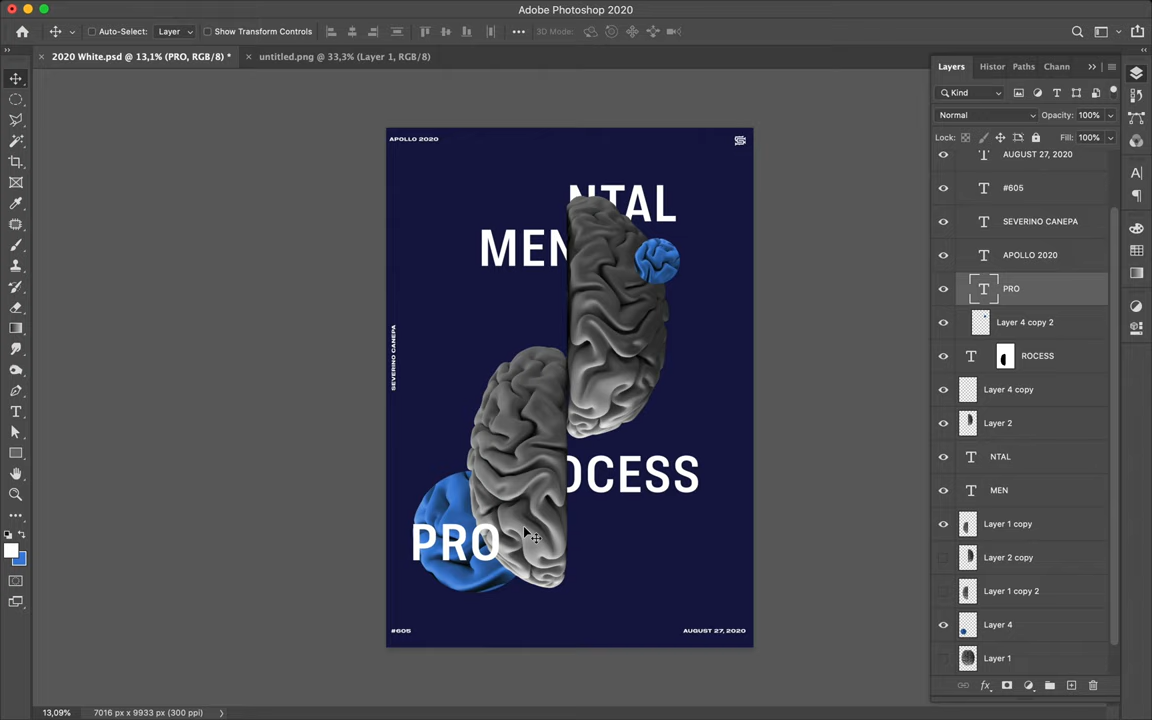 Adobe Photoshop 2020
Auto-Select: Layer Show Transform Controls 3D Mode:
2020 White.psd @ 13,1% (PRO, RGB/8) * untitled.png @ 33,3% (Layer 1, RGB/8)
Layers Histor Paths Chann
Kind
Normal Opacity: 100%
Lock: Fill: 100%
AUGUST 27, 2020
#605
SEVERINO CANEPA
APOLLO 2020
PRO
Layer 4 copy 2
ROCESS
Layer 4 copy
Layer 2
NTAL
MEN
Layer 1 copy
Layer 2 copy
Layer 1 copy 2
Layer 4
Layer 1
APOLLO 2020
NTAL
MEN
SEVERINO CANEPA
OCESS
PRO
#605 AUGUST 27, 2020
13,09% 7016 px x 9933 px (300 ppi)